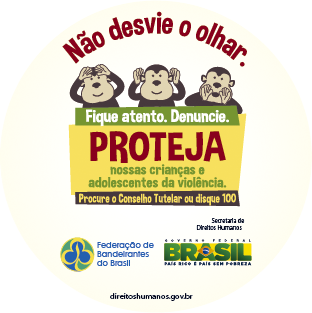 Não desvie o olhar.
Fique atento. Denuncie.
PROTEJA
nossas crianças e
adolescentes da violência.
Procure o Conselho Tutelar ou disque 100
Secretaria de
Direitos Humanos
Federação de
Bandeirantes
do Brasil
GOVERNO FEDERAL
BRASIL
PAÍS RICO É PAÍS SEM POBREZA
direitoshumanos.gov.br